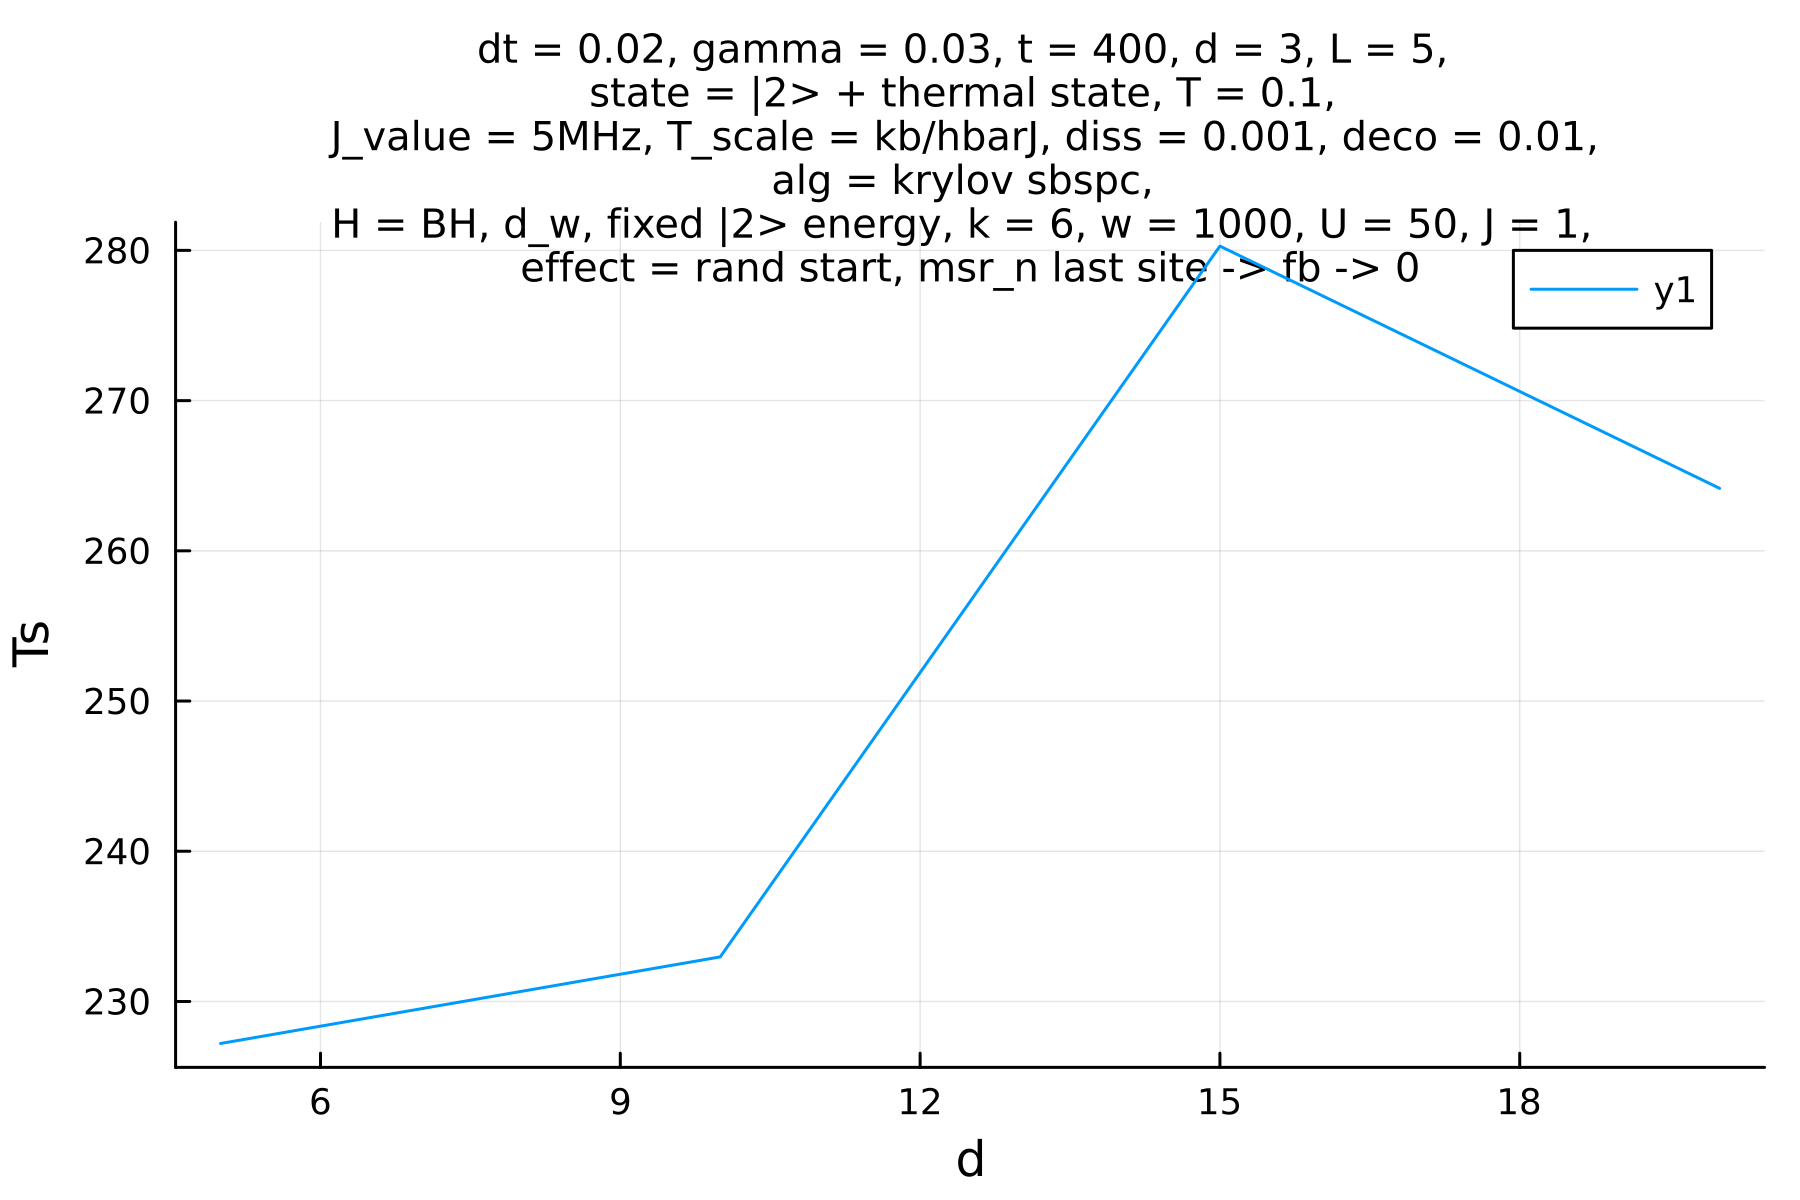 dt = 0.02, gamma = 0.03, t = 400, d = 3, L = 5,
state = |2> + thermal state, T = 0.1,
J_value = 5MHz, T_scale = kb/hbarJ, diss = 0.001, deco = 0.01,
alg = krylov sbspc,
H = BH, d_w, fixed |2> energy, k = 6, w = 1000, U = 50, J = 1,
effect = rand start, msr_n last site -> fb -> 0
y1
280
270
260
250
240
230
Ts
6 9 12 15 18
d